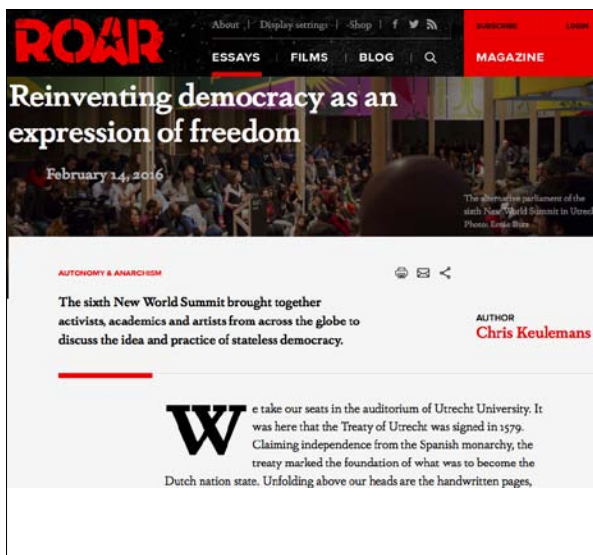 ROAR
About | Display settings | Shop | f
ESSAYS | FILMS | BLOG
SUBSCRIBE LOGIN
MAGAZINE
Reinventing democracy as an
expression of freedom
February 14, 2016
The alternative parliament of the
sixth New World Summit in Utrech
Photo: Ernie
AUTONOMY & ANARCHISM
The sixth New World Summit brought together
activists, academics and artists from across the globe to
discuss the idea and practice of stateless democracy.
AUTHOR
Chris Keulemans
We take our seats in the auditorium of Utrecht University. It
was here that the Treaty of Utrecht was signed in 1579.
Claiming independence from the Spanish monarchy, the
treaty marked the foundation of what was to become the
Dutch nation state. Unfolding above our heads are the handwritten pages,